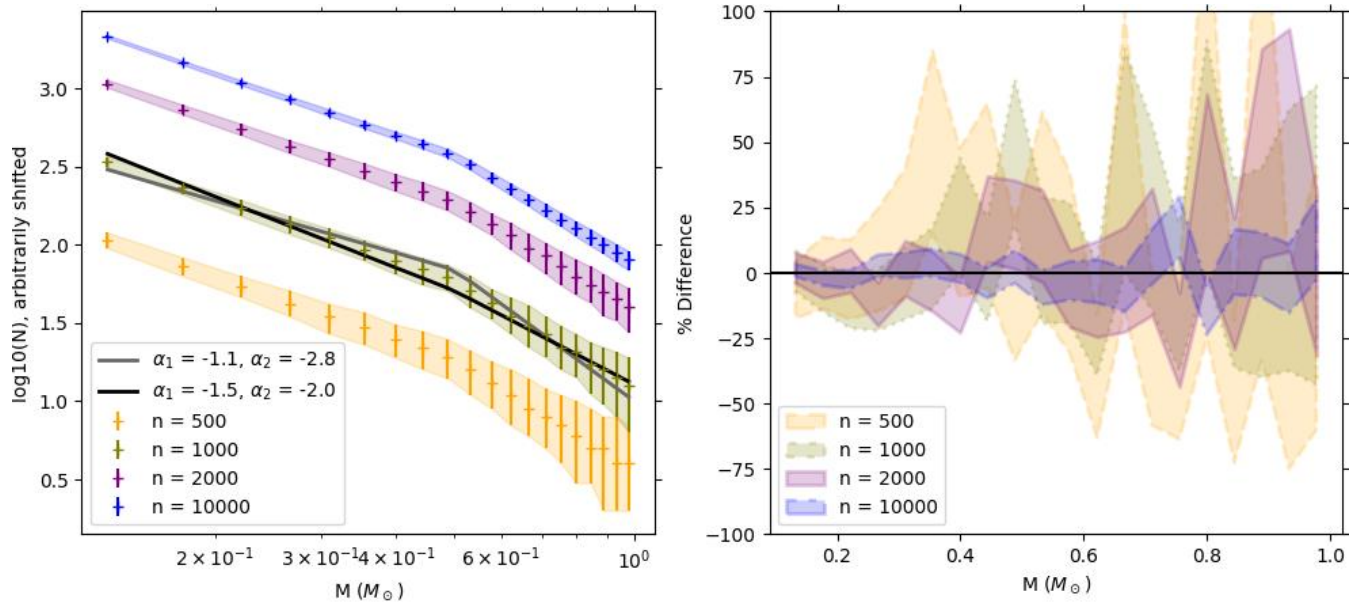 log10(N), arbitrarily shifted
3.0
2.5
2.0
1.5
1.0
0.5
α₁ = -1.1, α₂ = -2.8
α₁ = -1.5, α₂ = -2.0
n = 500
n = 1000
n = 2000
n = 10000
2 × 10⁻¹
3 × 10⁻¹
4 × 10⁻¹
6 × 10⁻¹
10⁰
M (M⊙)
% Difference
100
75
50
25
0
−25
−50
−75
−100
n = 500
n = 1000
n = 2000
n = 10000
0.2
0.4
0.6
0.8
1.0
M (M⊙)